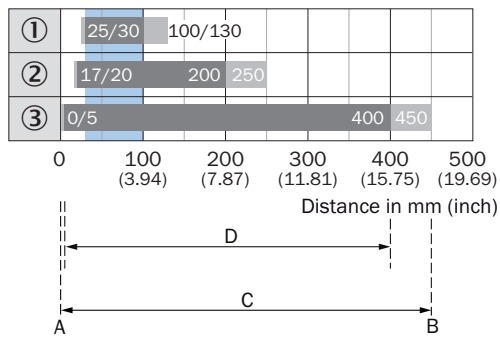 ① 25/30 100/130
② 17/20 200 250
③ 0/5 400 450
0 100 200 300 400 500
(3.94) (7.87) (11.81) (15.75) (19.69)
Distance in mm (inch)
D
C
A B